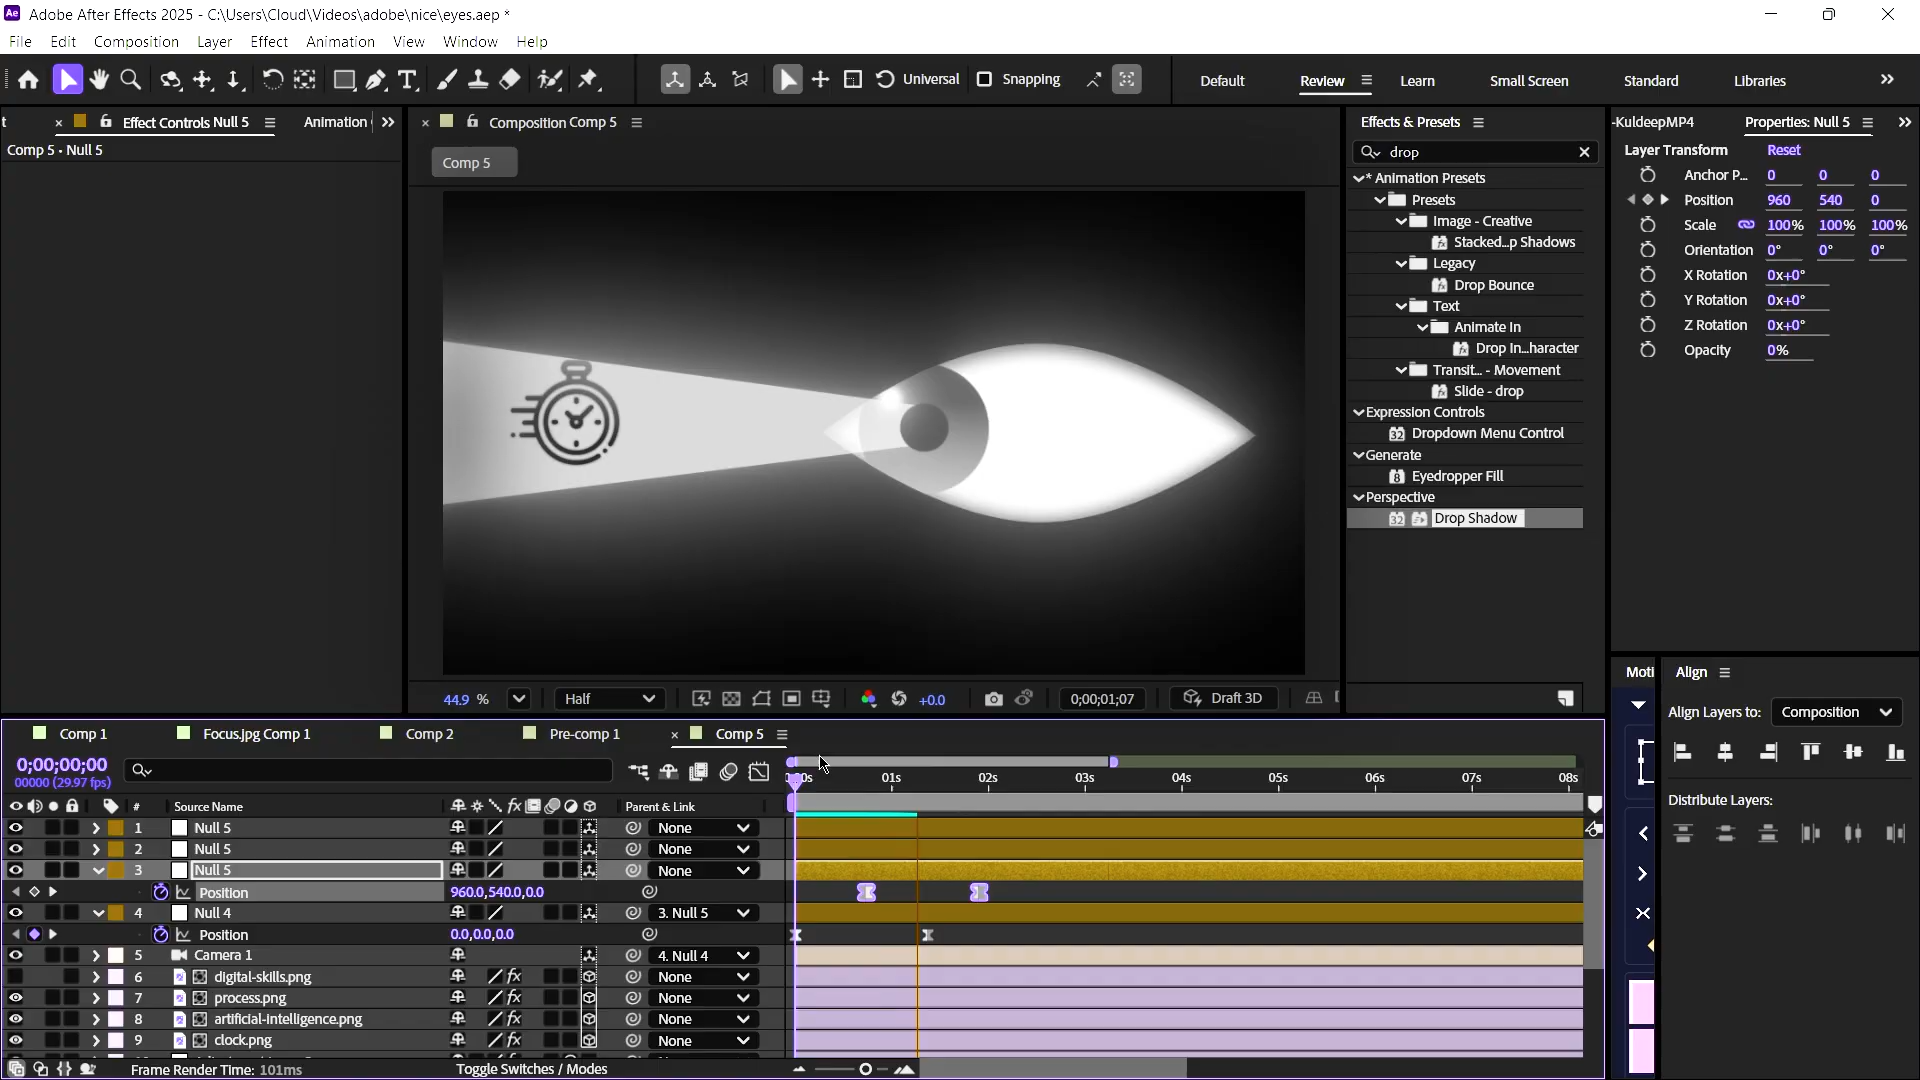 Ae Adobe After Effects 2025 - C:\Users\Cloud\Videos\adobe\nice\eyes.aep *
File Edit Composition Layer Effect Animation View Window Help
Universal Snapping Default Review Learn Small Screen Standard Libraries
Effect Controls Null 5 Animation
Composition Comp 5
Effects & Presets
-KuldeepMP4 Properties: Null 5
Comp 5 • Null 5
Comp 5
drop
Animation Presets
Presets
Image - Creative
Stacked...p Shadows
Legacy
Drop Bounce
Text
Animate In
Drop In...haracter
Transit... - Movement
Slide - drop
Expression Controls
Dropdown Menu Control
Generate
Eyedropper Fill
Perspective
Drop Shadow
Layer Transform Reset
Anchor P... 0 0 0
Position 960 540 0
Scale 100% 100% 100%
Orientation 0° 0° 0°
X Rotation 0x+0°
Y Rotation 0x+0°
Z Rotation 0x+0°
Opacity 0%
44.9 % Half +0.0 0;00;01;07 Draft 3D
Moti Align
Align Layers to: Composition
Distribute Layers:
Comp 1 Focus.jpg Comp 1 Comp 2 Pre-comp 1 Comp 5
0;00;00;00
00000 (29.97 fps)
0s 01s 02s 03s 04s 05s 06s 07s 08s
# Source Name Parent & Link
1 Null 5 None
2 Null 5 None
3 Null 5 None
Position 960.0,540.0,0.0
4 Null 4 3. Null 5
Position 0.0,0.0,0.0
5 Camera 1 4. Null 4
6 digital-skills.png None
7 process.png None
8 artificial-intelligence.png None
9 clock.png None
Frame Render Time: 101ms Toggle Switches / Modes